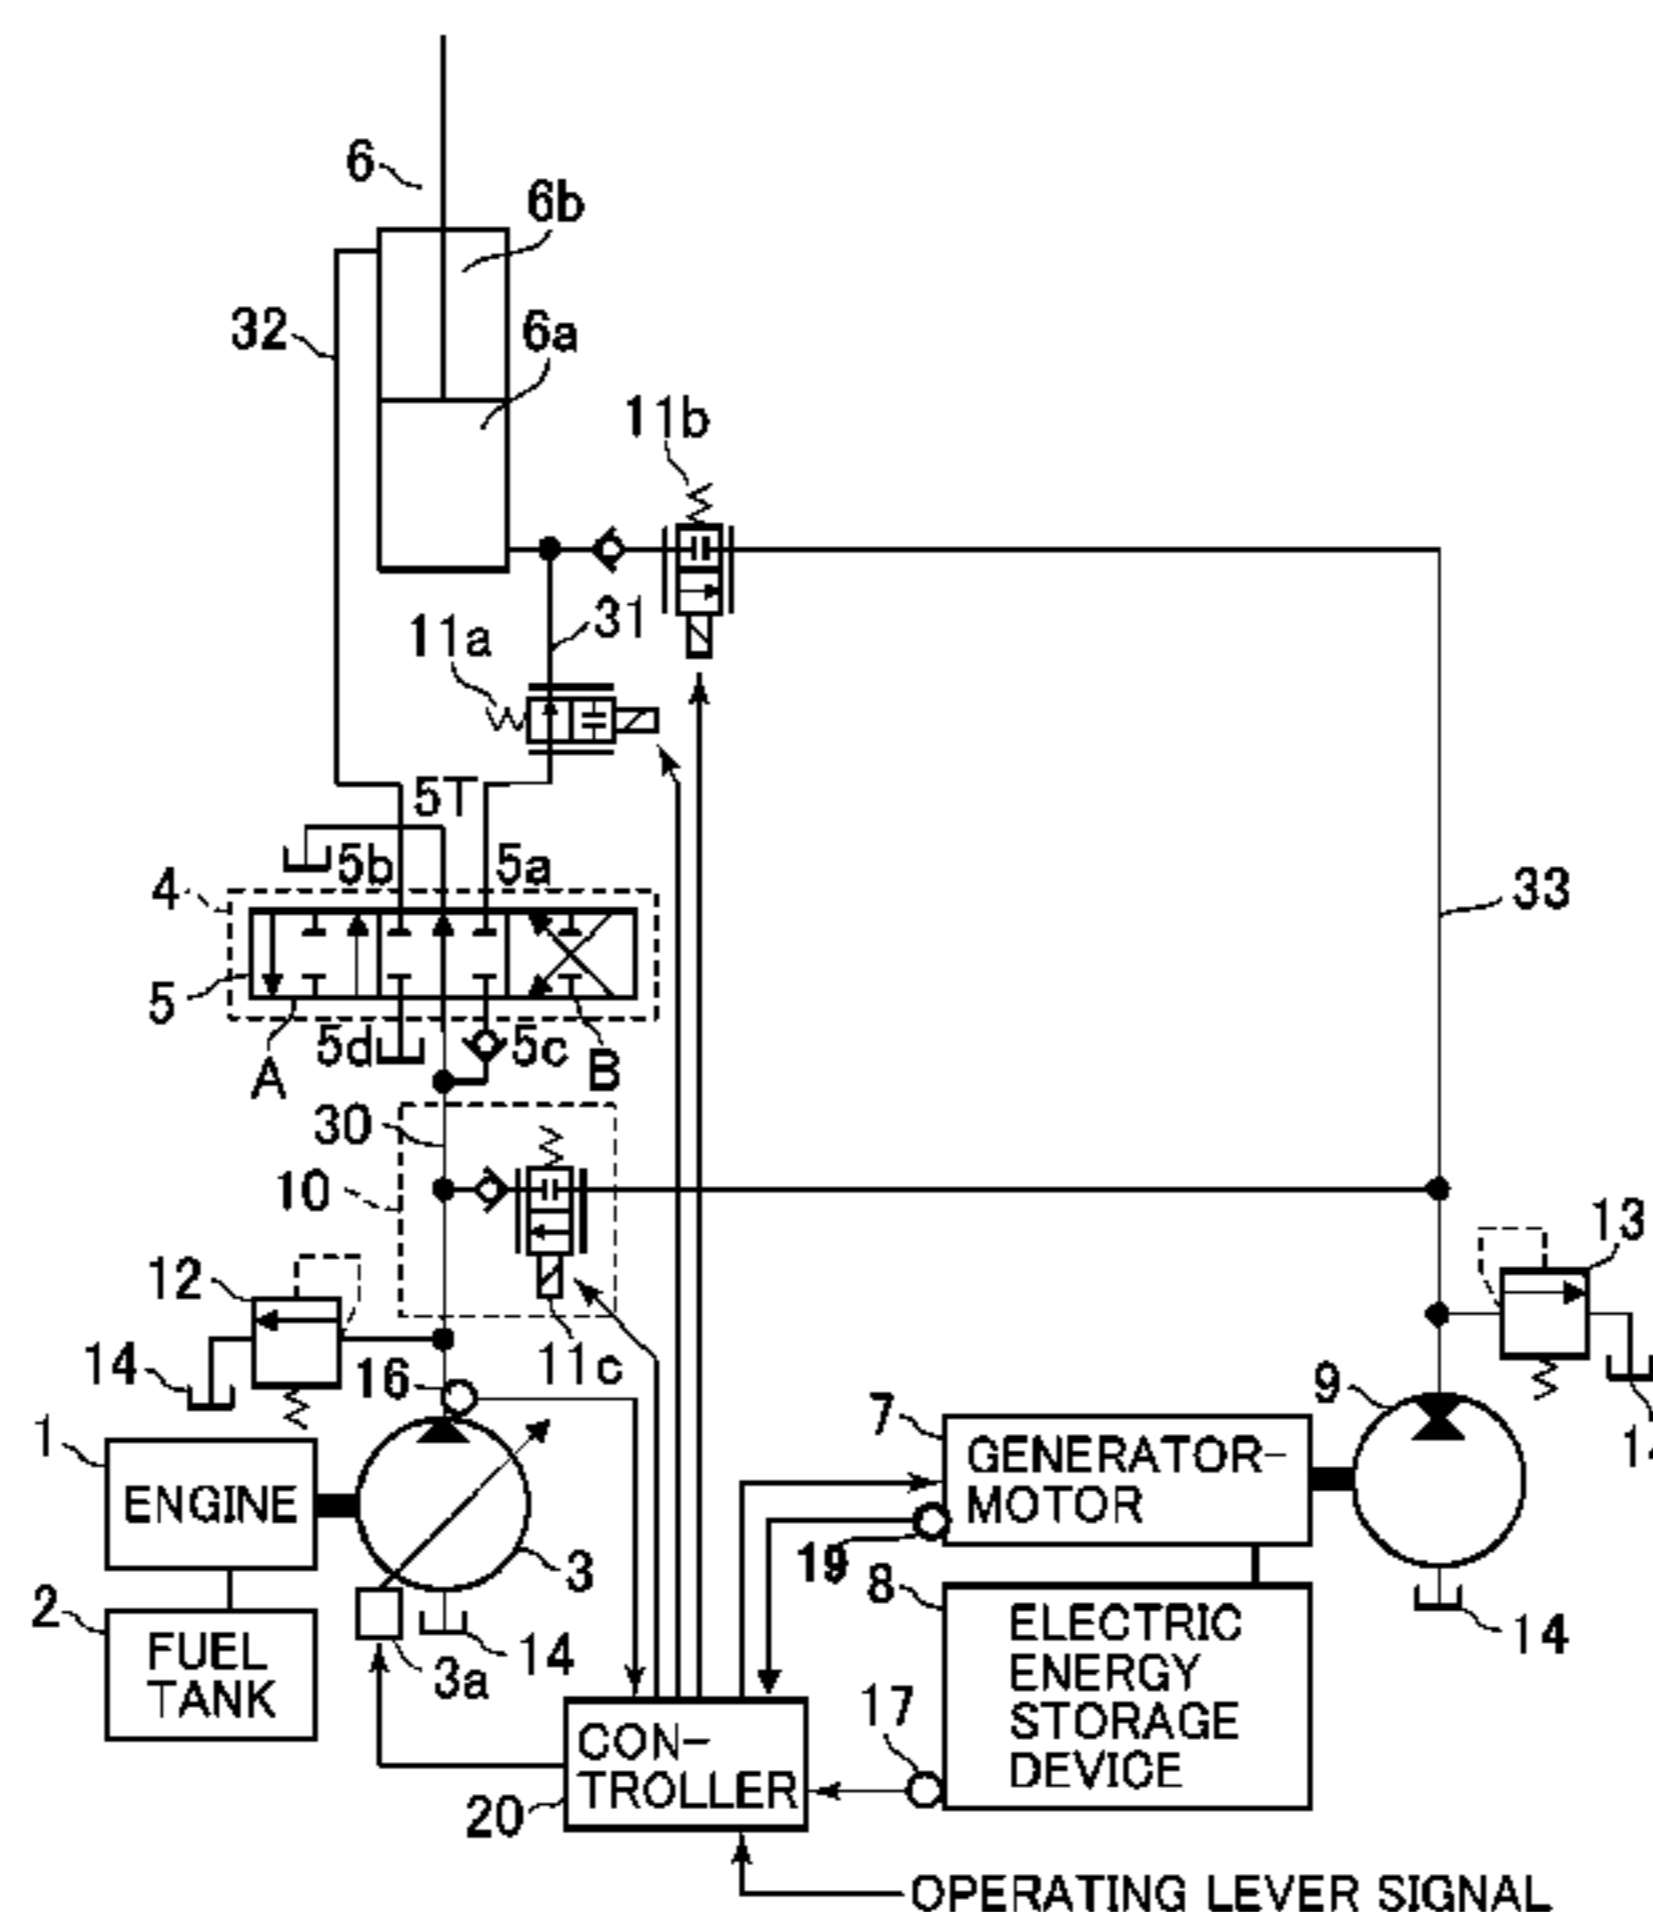 6
6b
32
6a
11b
31
11a
5T
5b
5a
4
33
5
5d
5c
A
B
30
10
13
12
14
16
11c
9
7
1
GENERATOR-
MOTOR
ENGINE
14
3
19
8
2
FUEL
TANK
3a
14
ELECTRIC
ENERGY
STORAGE
DEVICE
14
17
CON-
TROLLER
20
OPERATING LEVER SIGNAL